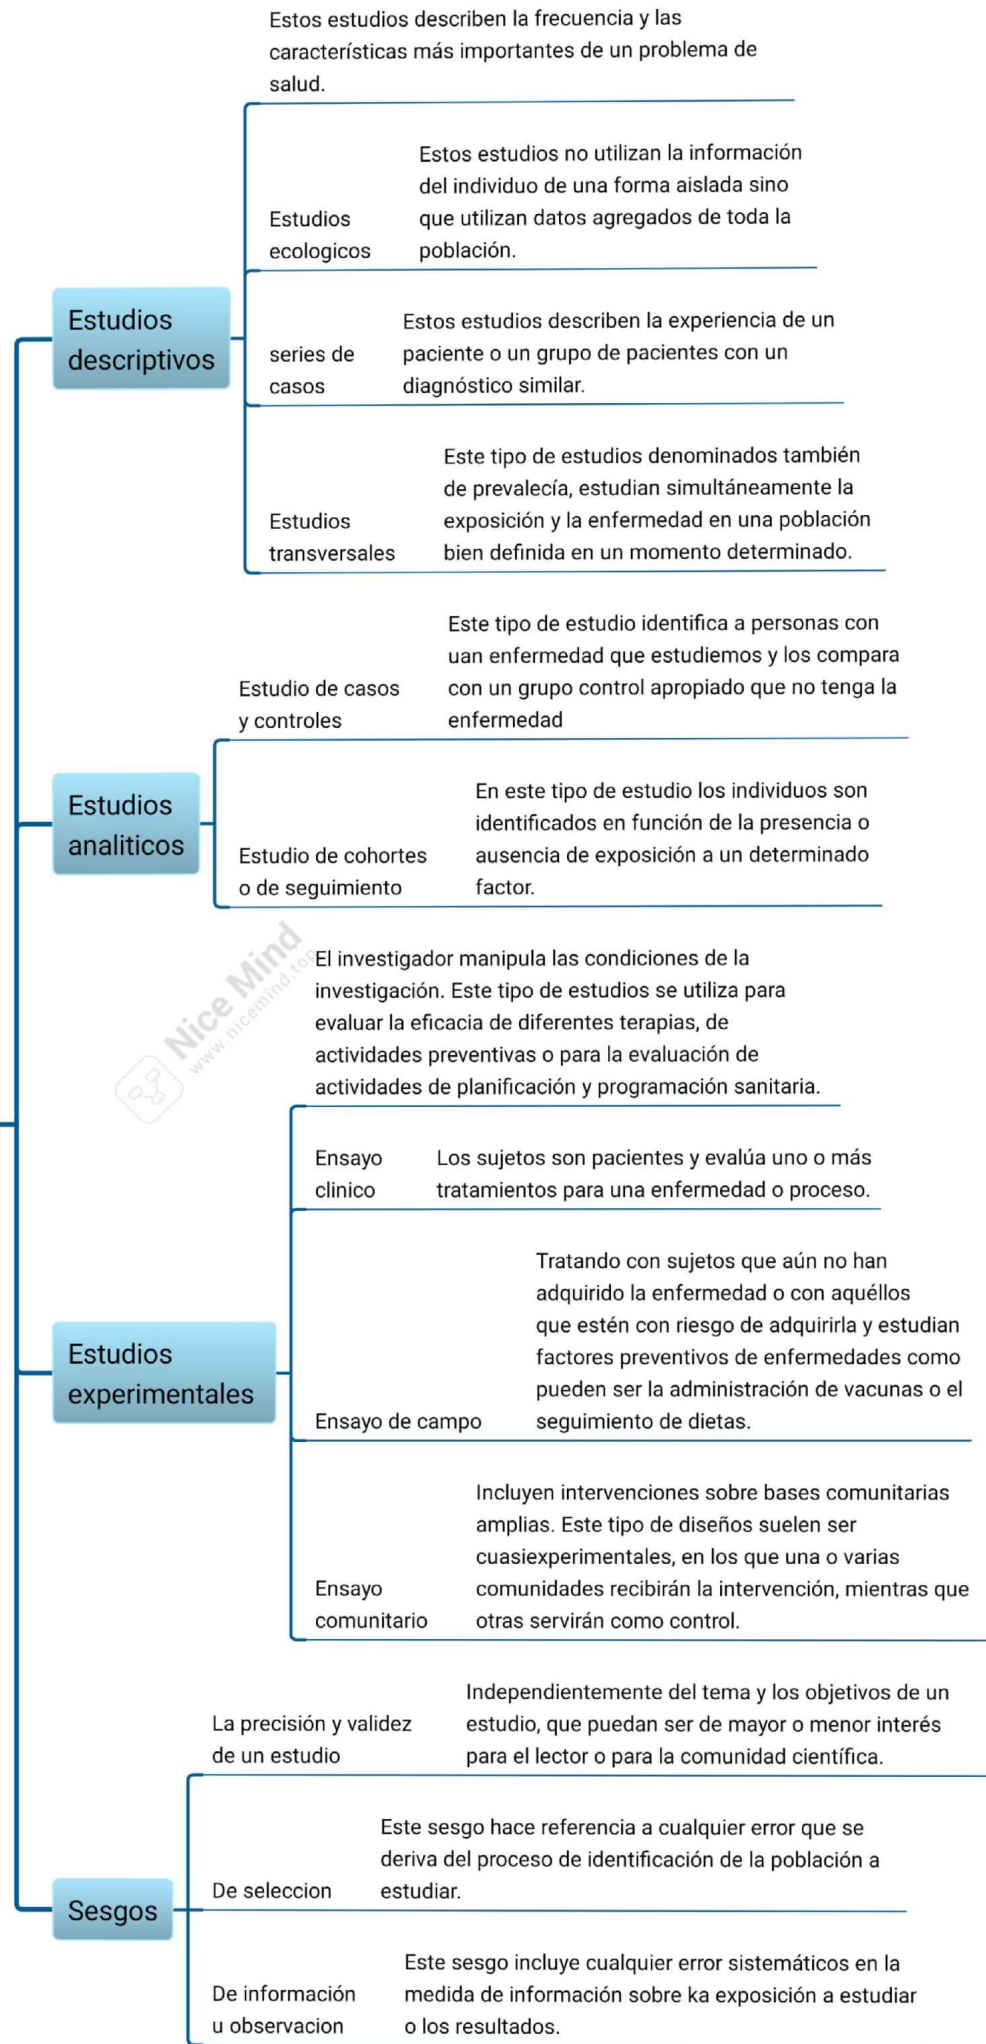 Estos estudios describen la frecuencia y las
características más importantes de un problema de
salud.
Estudios
ecologicos
Estos estudios no utilizan la información
del individuo de una forma aislada sino
que utilizan datos agregados de toda la
población.
Estudios
descriptivos
series de
casos
Estos estudios describen la experiencia de un
paciente o un grupo de pacientes con un
diagnóstico similar.
Estudios
transversales
Este tipo de estudios denominados también
de prevalecía, estudian simultáneamente la
exposición y la enfermedad en una población
bien definida en un momento determinado.
Estudio de casos
y controles
Este tipo de estudio identifica a personas con
uan enfermedad que estudiemos y los compara
con un grupo control apropiado que no tenga la
enfermedad
Estudios
analiticos
Estudio de cohortes
o de seguimiento
En este tipo de estudio los individuos son
identificados en función de la presencia o
ausencia de exposición a un determinado
factor.
Nice Mind
www.nicemind.top
El investigador manipula las condiciones de la
investigación. Este tipo de estudios se utiliza para
evaluar la eficacia de diferentes terapias, de
actividades preventivas o para la evaluación de
actividades de planificación y programación sanitaria.
Ensayo
clinico
Los sujetos son pacientes y evalúa uno o más
tratamientos para una enfermedad o proceso.
Estudios
experimentales
Ensayo de campo
Tratando con sujetos que aún no han
adquirido la enfermedad o con aquéllos
que estén con riesgo de adquirirla y estudian
factores preventivos de enfermedades como
pueden ser la administración de vacunas o el
seguimiento de dietas.
Ensayo
comunitario
Incluyen intervenciones sobre bases comunitarias
amplias. Este tipo de diseños suelen ser
cuasiexperimentales, en los que una o varias
comunidades recibirán la intervención, mientras que
otras servirán como control.
La precisión y validez
de un estudio
Independientemente del tema y los objetivos de un
estudio, que puedan ser de mayor o menor interés
para el lector o para la comunidad científica.
Sesgos
De seleccion
Este sesgo hace referencia a cualquier error que se
deriva del proceso de identificación de la población a
estudiar.
De información
u observacion
Este sesgo incluye cualquier error sistemáticos en la
medida de información sobre ka exposición a estudiar
o los resultados.